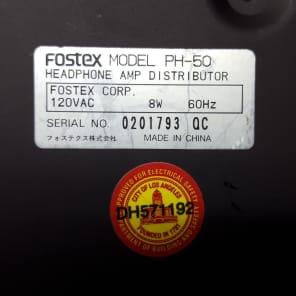 FOSTEX MODEL PH-50
HEADPHONE AMP DISTRIBUTOR
FOSTEX CORP.
120VAC 8W 60Hz
SERIAL NO. 0201793 QC
フォステクス株式会社 MADE IN CHINA
APPROVED FOR ELECTRICAL SAFETY
CITY OF LOS ANGELES
DH571192
FOUNDED IN 1781
DEPARTMENT OF BUILDING AND SAFETY